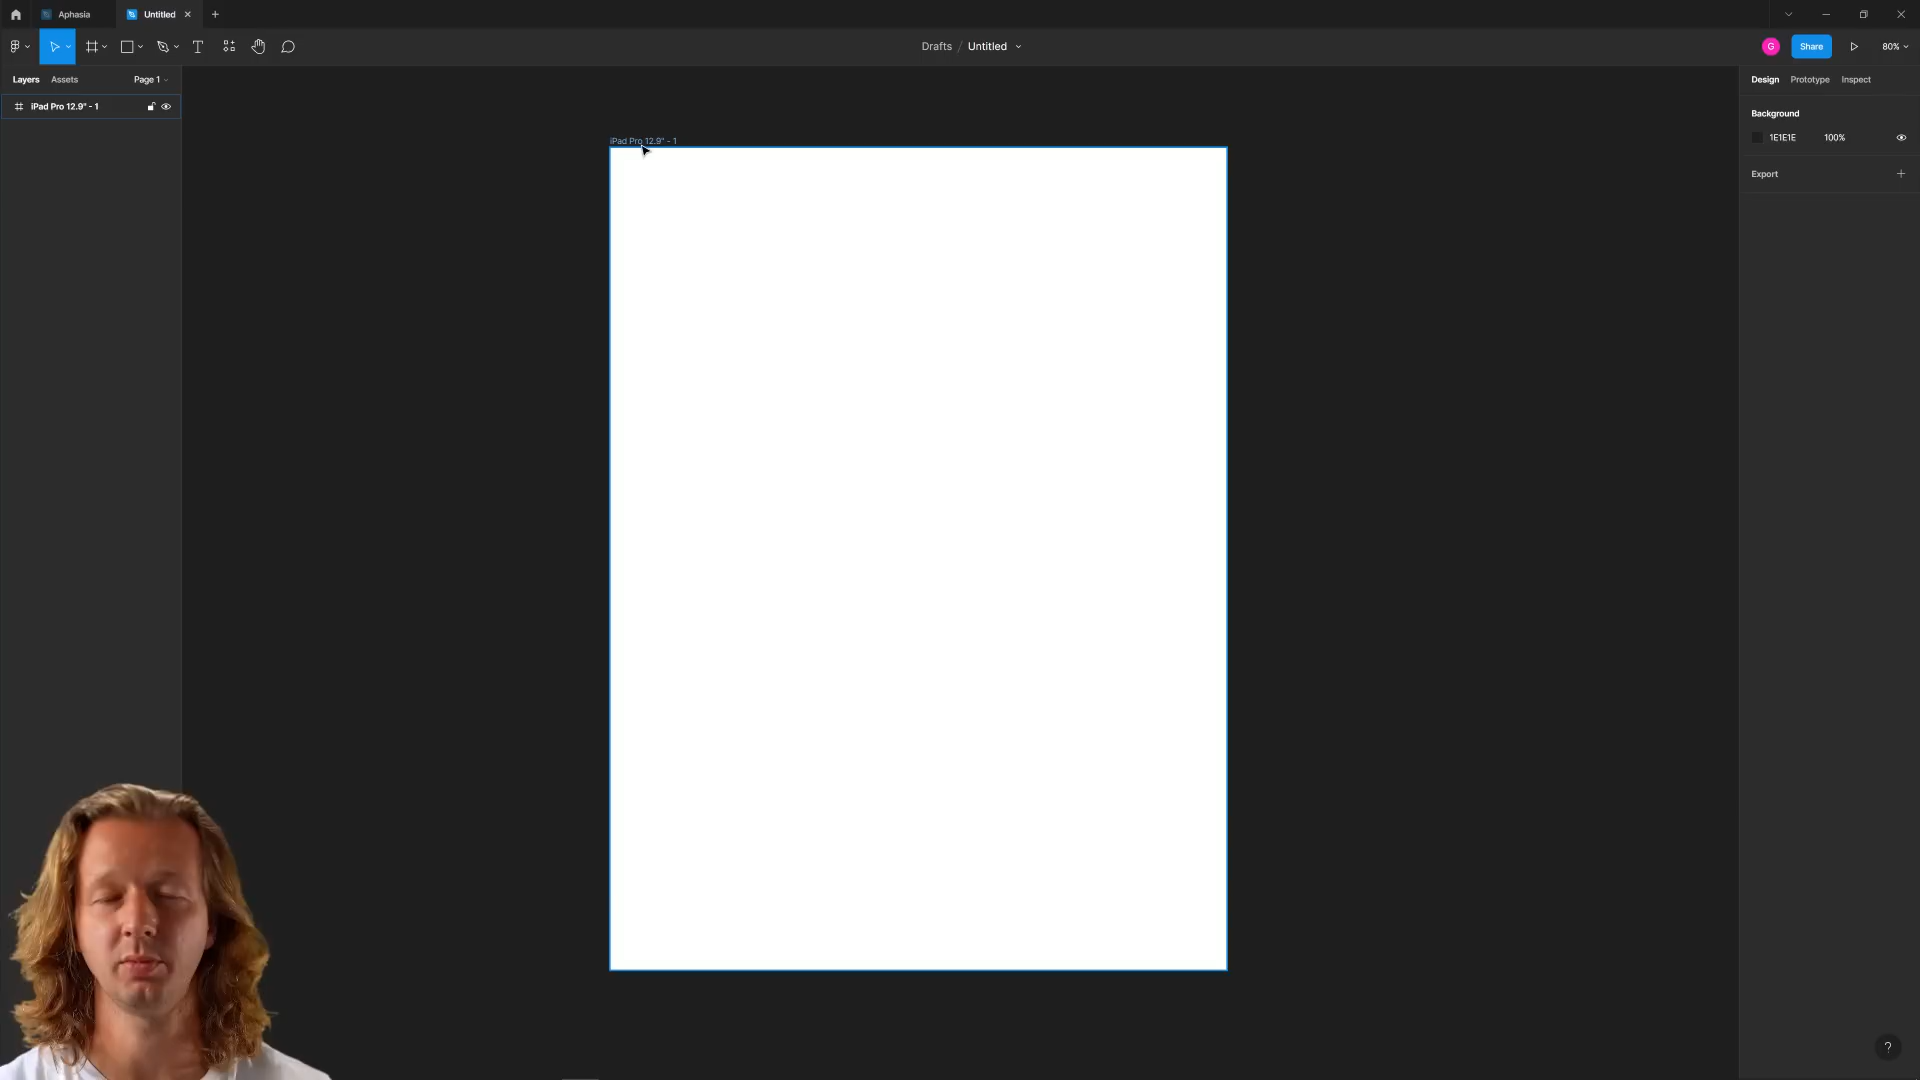 Aphasia
Untitled
Drafts / Untitled
G
Share
80%
Layers
Assets
Page 1
Design
Prototype
Inspect
iPad Pro 12.9" - 1
Background
1E1E1E
100%
Export
iPad Pro 12.9" - 1
?